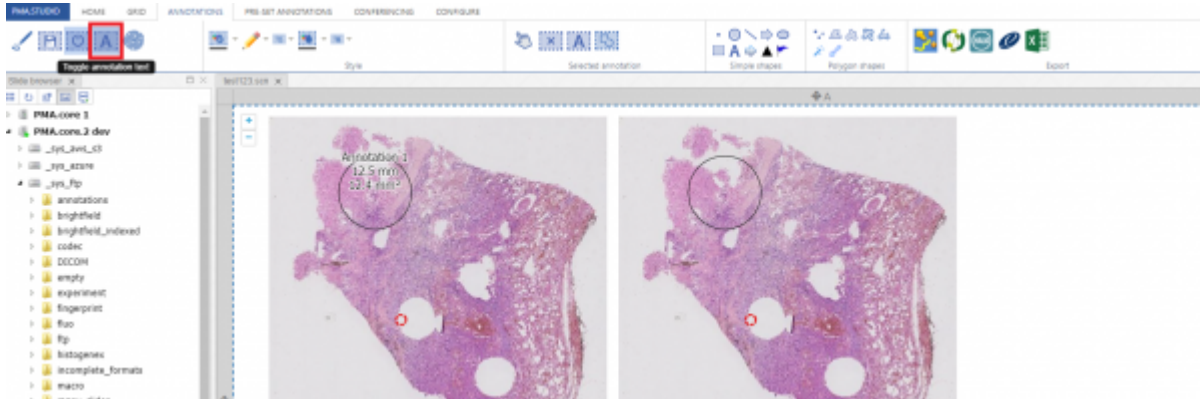 PMA.STUDIO HOME GRID ANNOTATIONS PRE-SET ANNOTATIONS CONFERENCING CONFIGURE
Toggle annotation text
Style
Selected annotation
Simple shapes
Polygon shapes
Export
Slide browser
test123.scn
A
PMA.core 1
PMA.core.2 dev
_sys_aws_s3
_sys_azure
_sys_ftp
annotations
brightfield
brightfield_indexed
codec
DICOM
empty
experiment
fingerprint
fluo
ftp
histogenex
incomplete_formats
macro
Annotation 1
12.5 mm
12.4 mm²